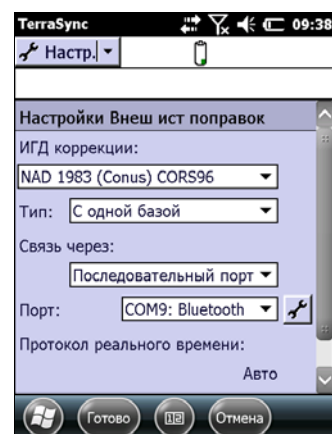 TerraSync 09:38
Настр.
Настройки Внеш ист поправок
ИГД коррекции:
NAD 1983 (Conus) CORS96
Тип: С одной базой
Связь через:
Последовательный порт
Порт: COM9: Bluetooth
Протокол реального времени:
Авто
Готово Отмена